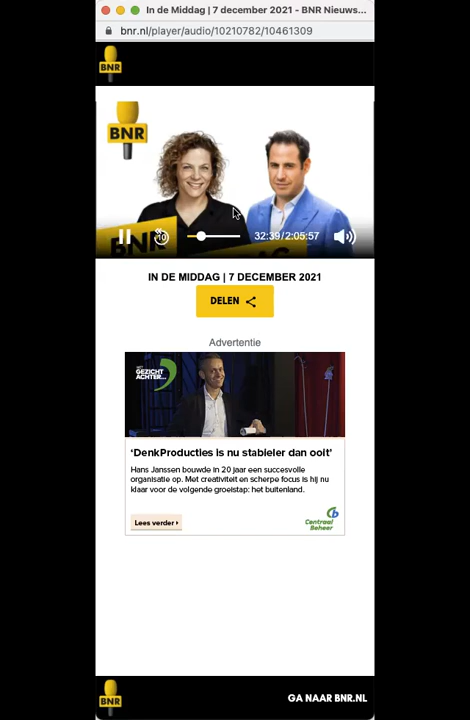 In de Middag | 7 december 2021 - BNR Nieuws...
bnr.nl/player/audio/10210782/10461309
BNR
BNR
BNR
10
32:39/2:05:57
IN DE MIDDAG | 7 DECEMBER 2021
DELEN
Advertentie
GEZICHT
ACHTER...
‘DenkProducties is nu stabieler dan ooit’
Hans Janssen bouwde in 20 jaar een succesvolle
organisatie op. Met creativiteit en scherpe focus is hij nu
klaar voor de volgende groeistap: het buitenland.
Lees verder
Centraal
Beheer
BNR
GA NAAR BNR.NL